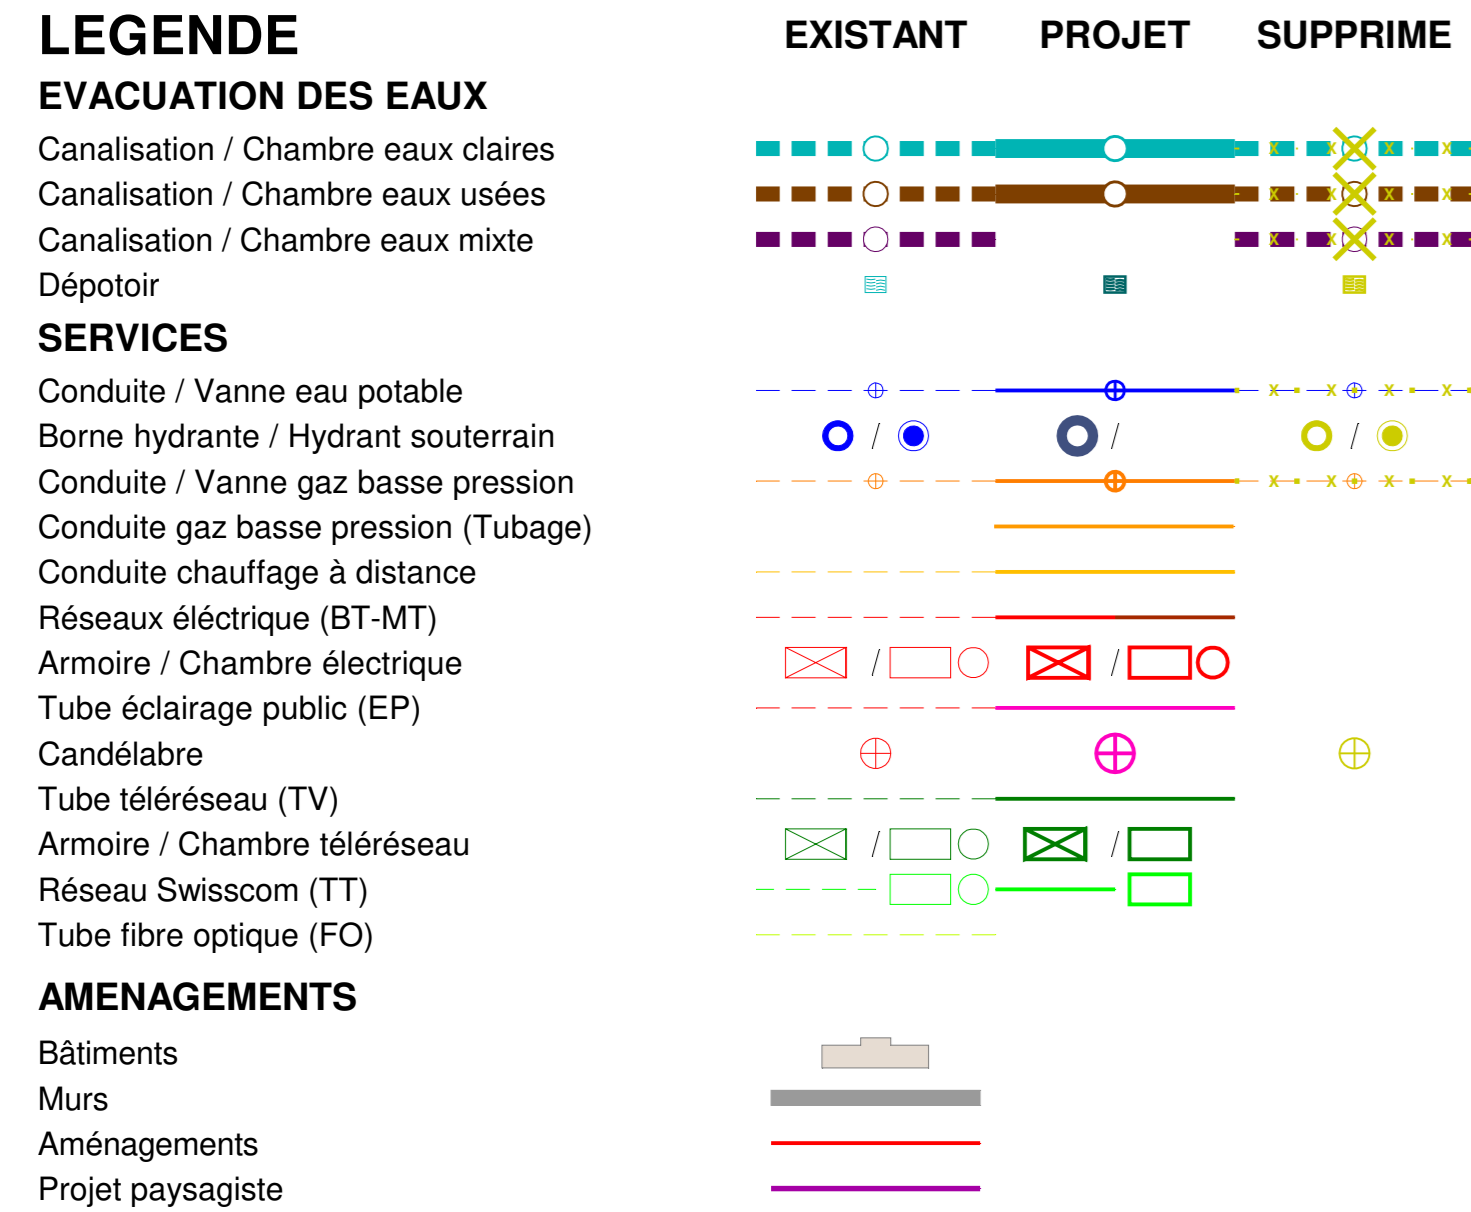 LEGENDE EXISTANT PROJET SUPPRIME
EVACUATION DES EAUX
Canalisation / Chambre eaux claires
Canalisation / Chambre eaux usées
Canalisation / Chambre eaux mixte
Dépotoir
SERVICES
Conduite / Vanne eau potable
Borne hydrante / Hydrant souterrain / / /
Conduite / Vanne gaz basse pression
Conduite gaz basse pression (Tubage)
Conduite chauffage à distance
Réseaux éléctrique (BT-MT)
Armoire / Chambre électrique / /
Tube éclairage public (EP)
Candélabre
Tube téléréseau (TV)
Armoire / Chambre téléréseau / /
Réseau Swisscom (TT)
Tube fibre optique (FO)
AMENAGEMENTS
Bâtiments
Murs
Aménagements
Projet paysagiste